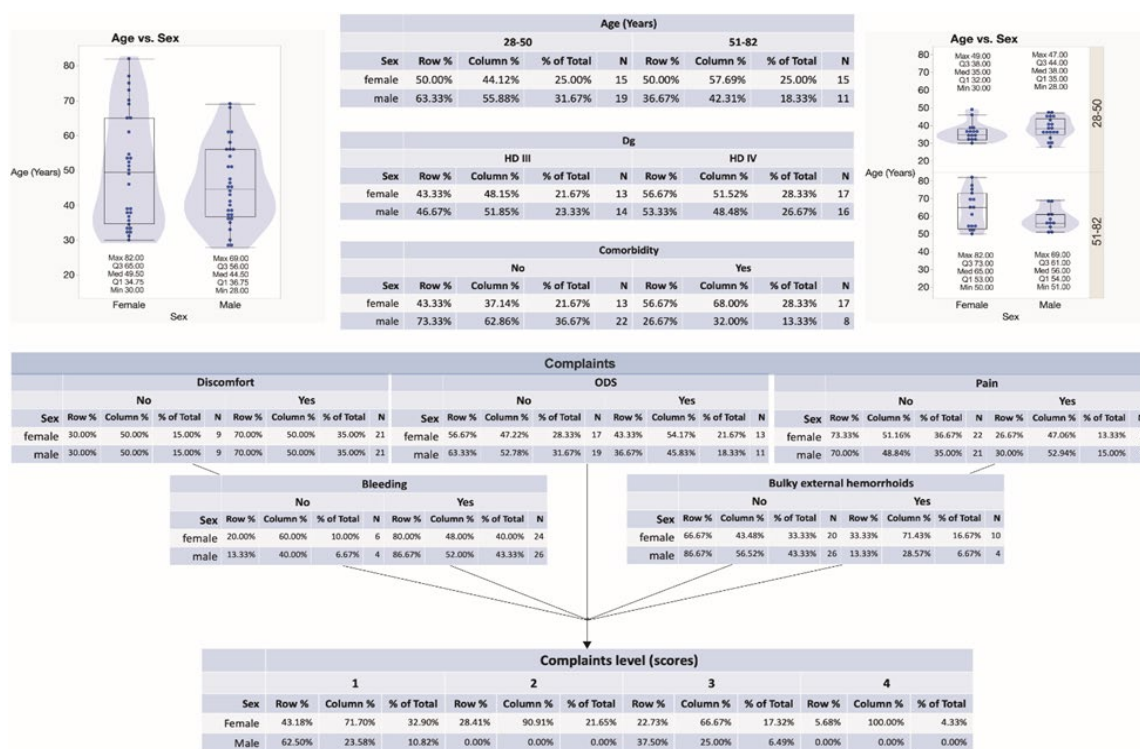 Age vs. Sex
80
70
60
50
40
30
20
Age (Years)
Max 82.00
Q3 65.00
Med 49.50
Q1 34.75
Min 30.00
Max 69.00
Q3 56.00
Med 44.50
Q1 36.75
Min 28.00
Female Male
Sex
Age (Years)
28-50 51-82
Sex Row % Column % % of Total N Row % Column % % of Total N
female 50.00% 44.12% 25.00% 15 50.00% 57.69% 25.00% 15
male 63.33% 55.88% 31.67% 19 36.67% 42.31% 18.33% 11
Dg
HD III HD IV
Sex Row % Column % % of Total N Row % Column % % of Total N
female 43.33% 48.15% 21.67% 13 56.67% 51.52% 28.33% 17
male 46.67% 51.85% 23.33% 14 53.33% 48.48% 26.67% 16
Comorbidity
No Yes
Sex Row % Column % % of Total N Row % Column % % of Total N
female 43.33% 37.14% 21.67% 13 56.67% 68.00% 28.33% 17
male 73.33% 62.86% 36.67% 22 26.67% 32.00% 13.33% 8
Age vs. Sex
Max 49.00
Q3 38.00
Med 35.00
Q1 32.00
Min 30.00
Max 47.00
Q3 44.00
Med 38.00
Q1 35.00
Min 28.00
80
70
60
50
40
30
20
28-50
Age (Years)
80
70
60
50
40
30
20
51-82
Max 82.00
Q3 73.00
Med 65.00
Q1 53.00
Min 50.00
Max 69.00
Q3 61.00
Med 56.00
Q1 54.00
Min 51.00
Female Male
Sex
Complaints
Discomfort ODS Pain
No Yes No Yes No Yes
Sex Row % Column % % of Total N Row % Column % % of Total N Sex Row % Column % % of Total N Row % Column % % of Total N Sex Row % Column % % of Total N Row % Column % % of Total
female 30.00% 50.00% 15.00% 9 70.00% 50.00% 35.00% 21 female 56.67% 47.22% 28.33% 17 43.33% 54.17% 21.67% 13 female 73.33% 51.16% 36.67% 22 26.67% 47.06% 13.33%
male 30.00% 50.00% 15.00% 9 70.00% 50.00% 35.00% 21 male 63.33% 52.78% 31.67% 19 36.67% 45.83% 18.33% 11 male 70.00% 48.84% 35.00% 21 30.00% 52.94% 15.00%
Bleeding
No Yes
Sex Row % Column % % of Total N Row % Column % % of Total N
female 20.00% 60.00% 10.00% 6 80.00% 48.00% 40.00% 24
male 13.33% 40.00% 6.67% 4 86.67% 52.00% 43.33% 26
Bulky external hemorrhoids
No Yes
Sex Row % Column % % of Total N Row % Column % % of Total N
female 66.67% 43.48% 33.33% 20 33.33% 71.43% 16.67% 10
male 86.67% 56.52% 43.33% 26 13.33% 28.57% 6.67% 4
Complaints level (scores)
1 2 3 4
Sex Row % Column % % of Total Row % Column % % of Total Row % Column % % of Total Row % Column % % of Total
Female 43.18% 71.70% 32.90% 28.41% 90.91% 21.65% 22.73% 66.67% 17.32% 5.68% 100.00% 4.33%
Male 62.50% 23.58% 10.82% 0.00% 0.00% 0.00% 37.50% 25.00% 6.49% 0.00% 0.00% 0.00%